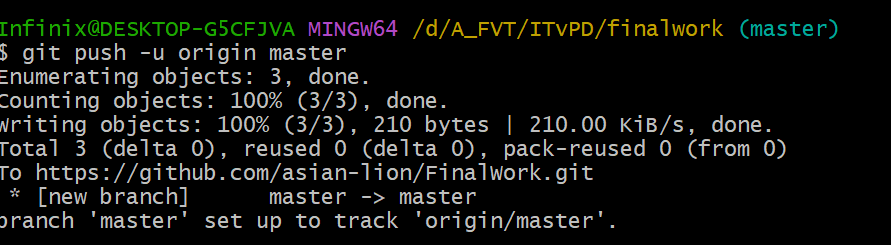 Infinix@DESKTOP-G5CFJVA MINGW64 /d/A_FVT/ITvPD/finalwork (master)
$ git push -u origin master
Enumerating objects: 3, done.
Counting objects: 100% (3/3), done.
Writing objects: 100% (3/3), 210 bytes | 210.00 KiB/s, done.
Total 3 (delta 0), reused 0 (delta 0), pack-reused 0 (from 0)
To https://github.com/asian-lion/FinalWork.git
 * [new branch]      master -> master
branch 'master' set up to track 'origin/master'.